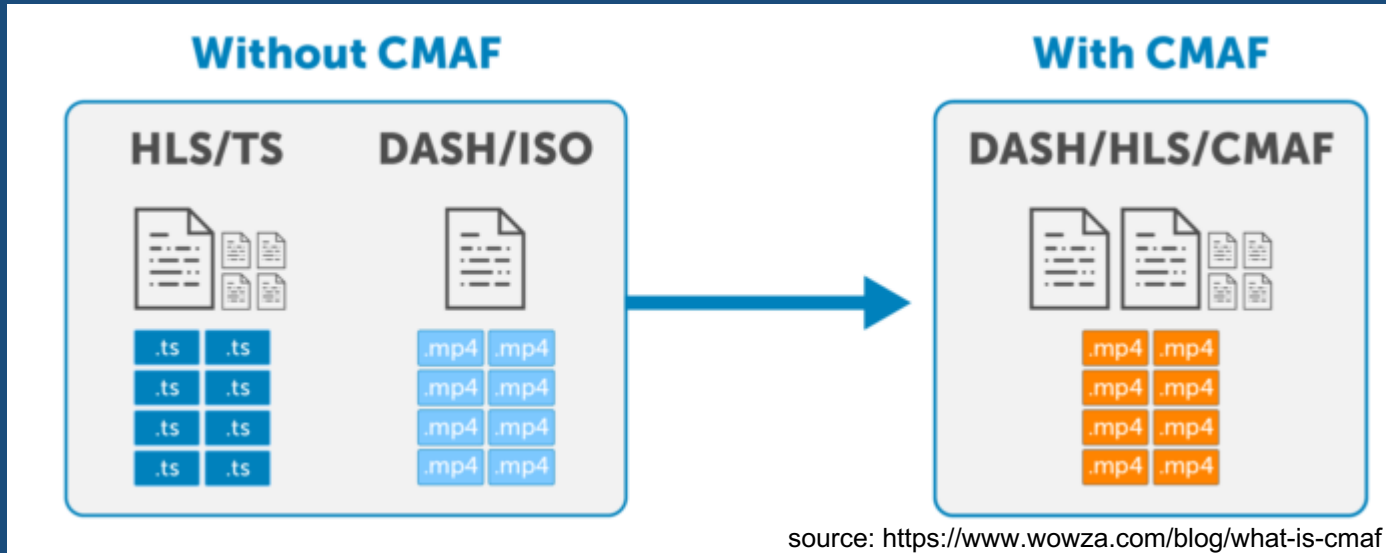 Without CMAF
With CMAF
HLS/TS
DASH/ISO
DASH/HLS/CMAF
.ts .ts
.ts .ts
.ts .ts
.ts .ts
.mp4 .mp4
.mp4 .mp4
.mp4 .mp4
.mp4 .mp4
.mp4 .mp4
.mp4 .mp4
.mp4 .mp4
.mp4 .mp4
source: https://www.wowza.com/blog/what-is-cmaf